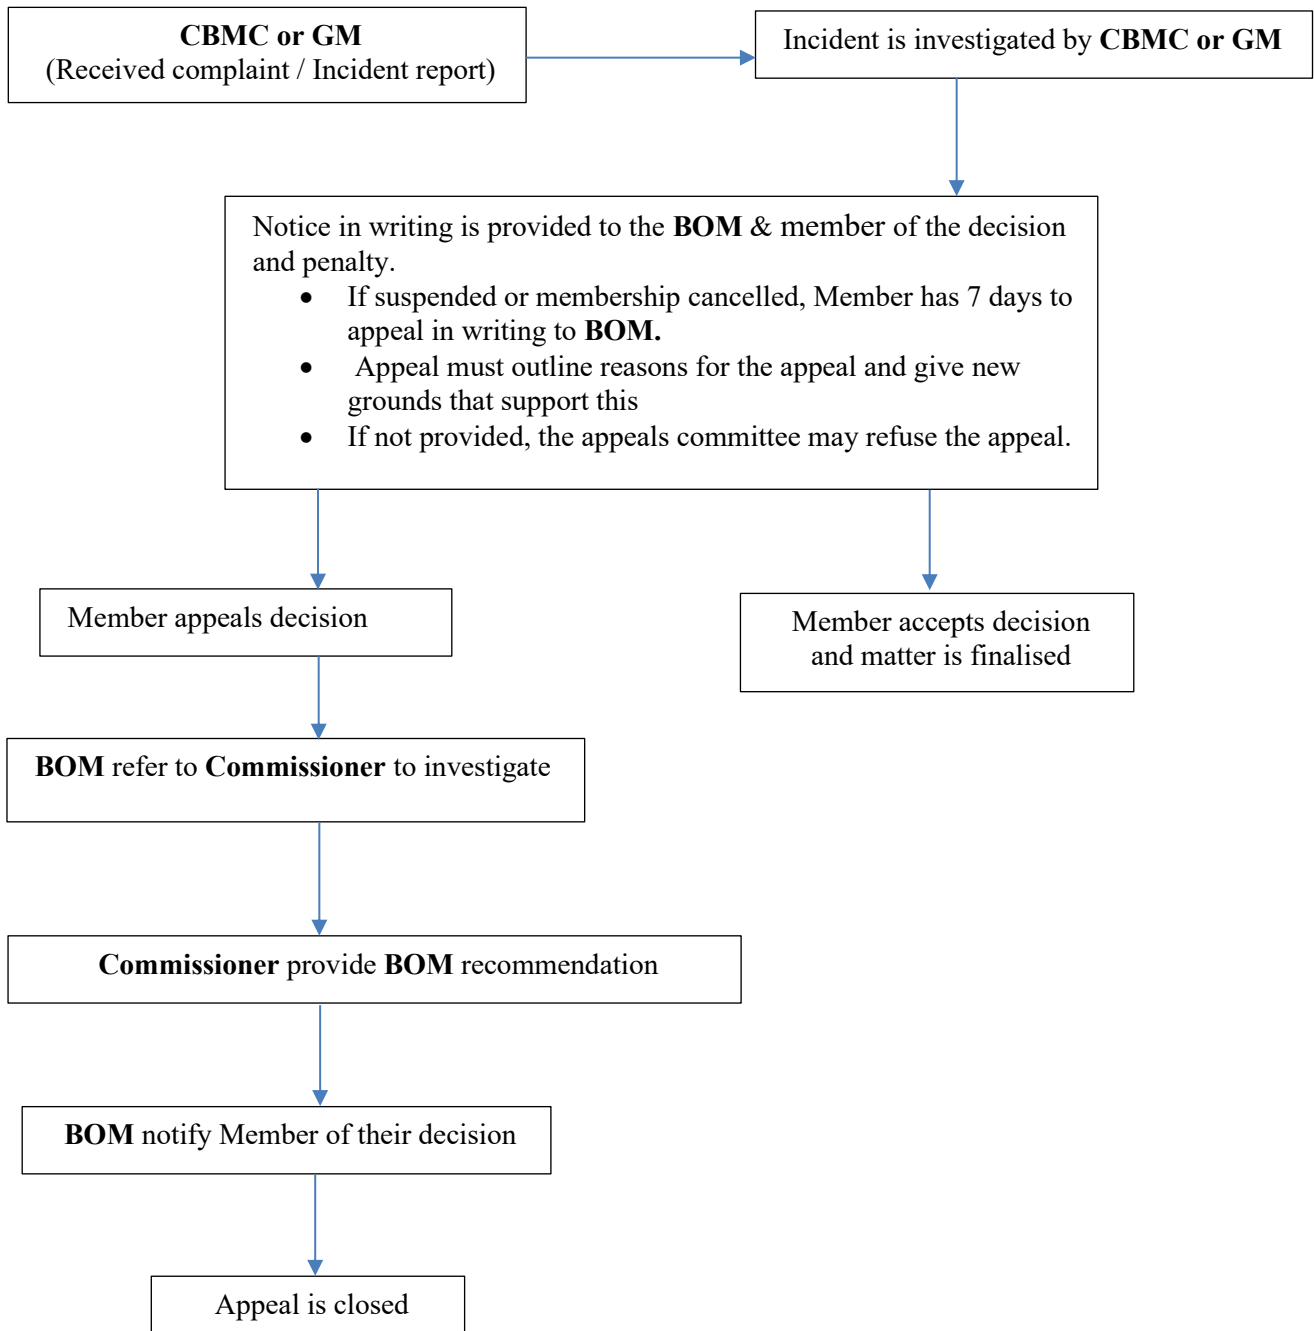 CBMC or GM
(Received complaint / Incident report)
Incident is investigated by CBMC or GM
Notice in writing is provided to the BOM & member of the decision
and penalty.
• If suspended or membership cancelled, Member has 7 days to
appeal in writing to BOM.
• Appeal must outline reasons for the appeal and give new
grounds that support this
• If not provided, the appeals committee may refuse the appeal.
Member appeals decision
Member accepts decision
and matter is finalised
BOM refer to Commissioner to investigate
Commissioner provide BOM recommendation
BOM notify Member of their decision
Appeal is closed